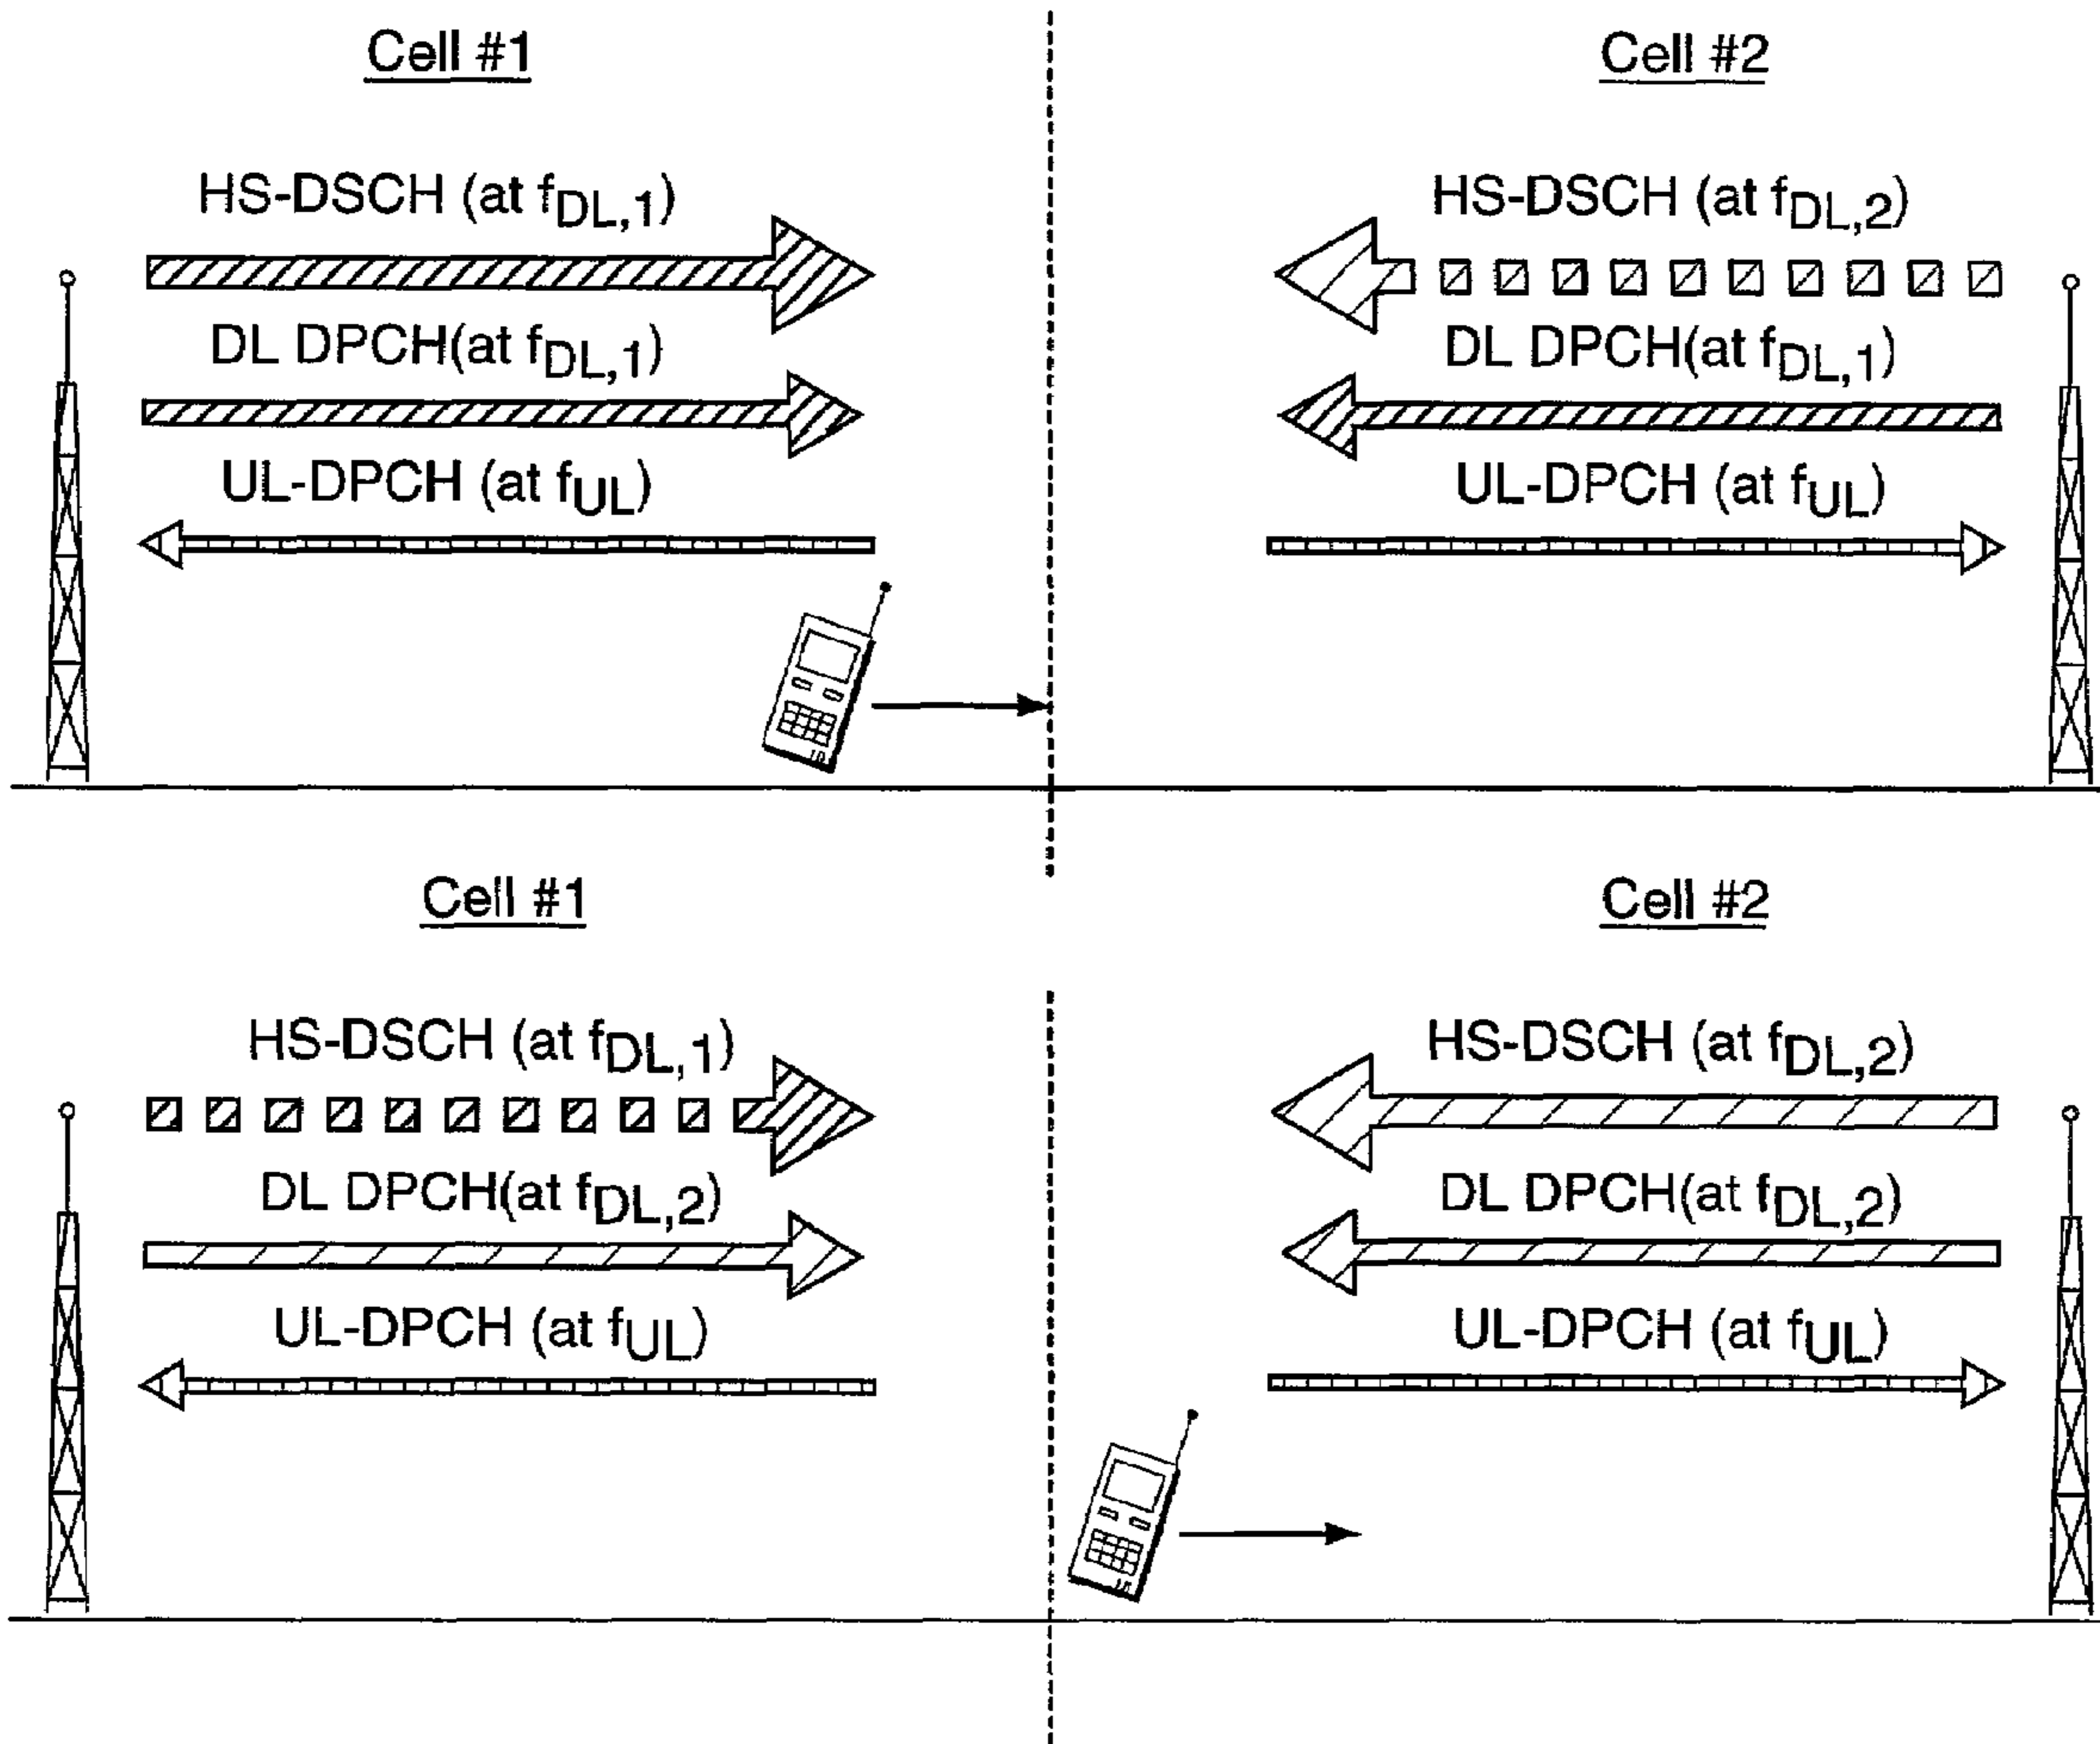 Cell #1
Cell #2
HS-DSCH (at fDL,1)
HS-DSCH (at fDL,2)
DL DPCH(at fDL,1)
DL DPCH(at fDL,1)
UL-DPCH (at fUL)
UL-DPCH (at fUL)
Cell #1
Cell #2
HS-DSCH (at fDL,1)
HS-DSCH (at fDL,2)
DL DPCH(at fDL,2)
DL DPCH(at fDL,2)
UL-DPCH (at fUL)
UL-DPCH (at fUL)